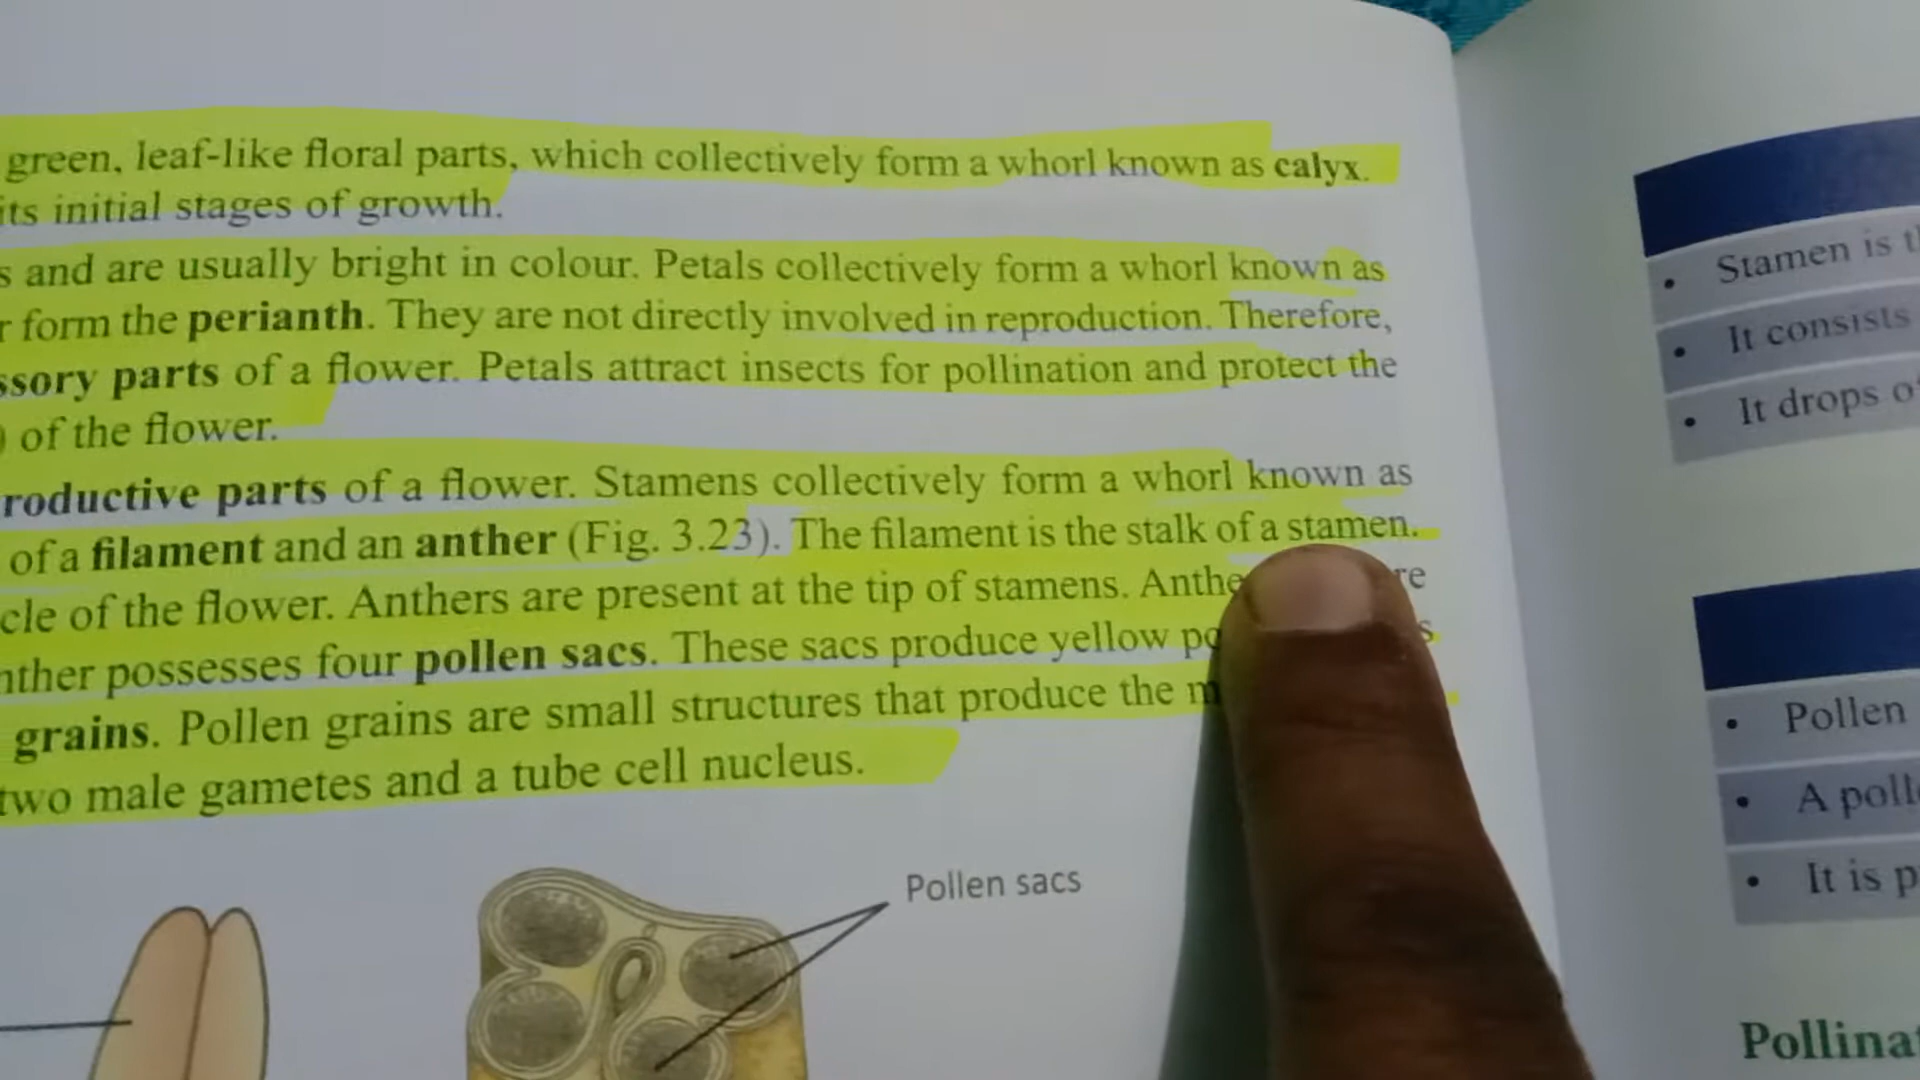 green, leaf-like floral parts, which collectively form a whorl known as calyx.
its initial stages of growth.
s and are usually bright in colour. Petals collectively form a whorl known as
r form the perianth. They are not directly involved in reproduction. Therefore,
ssory parts of a flower. Petals attract insects for pollination and protect the
) of the flower.
roductive parts of a flower. Stamens collectively form a whorl known as
of a filament and an anther (Fig. 3.23). The filament is the stalk of a stamen.
cle of the flower. Anthers are present at the tip of stamens. Anthe re
nther possesses four pollen sacs. These sacs produce yellow po s
grains. Pollen grains are small structures that produce the m
two male gametes and a tube cell nucleus.
Pollen sacs
• Stamen is th
• It consists
• It drops of
• Pollen
• A polle
• It is p
Pollinat